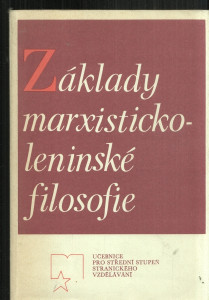 Základy
marxisticko-
leninské
filosofie
UČEBNICE
PRO STŘEDNÍ STUPEŇ
STRANICKÉHO
VZDĚLÁVÁNÍ